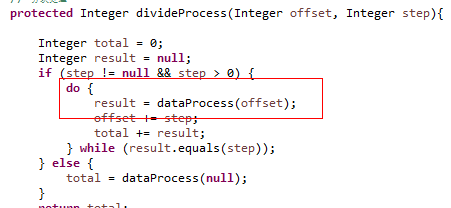 protected Integer divideProcess(Integer offset, Integer step){
Integer total = 0;
Integer result = null;
if (step != null && step > 0) {
do {
result = dataProcess(offset);
offset += step;
total += result;
} while (result.equals(step));
} else {
total = dataProcess(null);
}
return total;